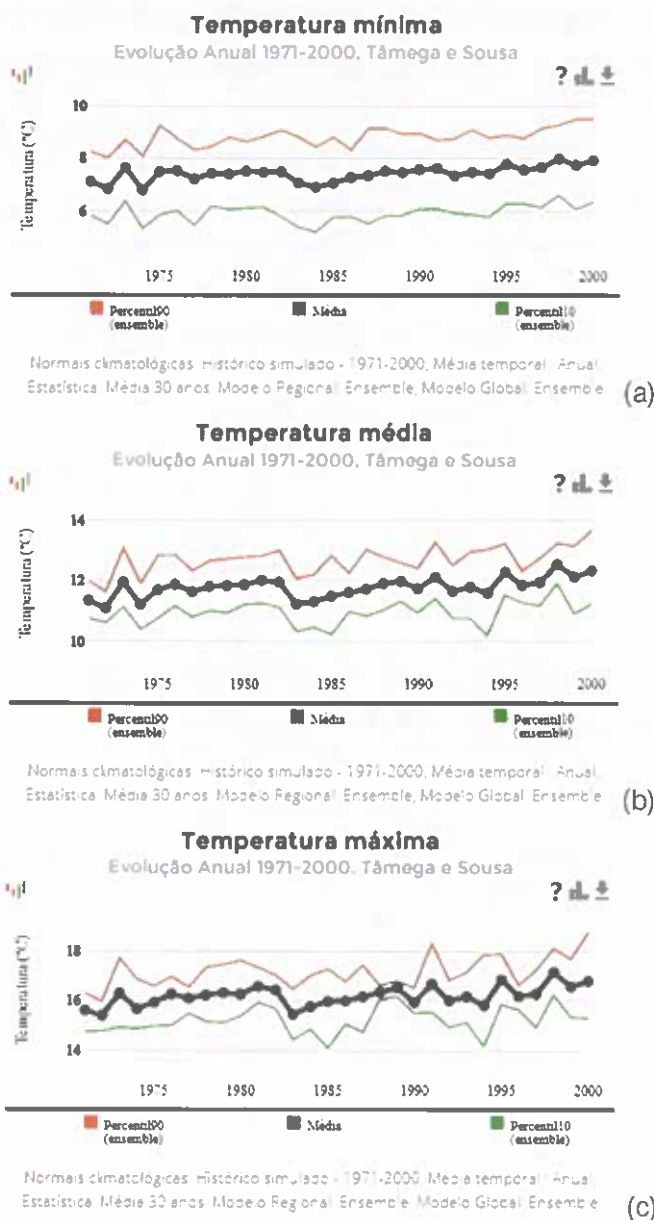 Temperatura mínima
Evolução Anual 1971-2000, Tâmega e Sousa
?
Temperatura (°C)
10
8
6
1975 1980 1985 1990 1995 2000
Percentil90 (ensemble) Média Percentil10 (ensemble)
Normais climatológicas: Histórico simulado - 1971-2000, Média temporal: Anual,
Estatística: Média 30 anos, Modelo Regional: Ensemble, Modelo Global: Ensemble
(a)
Temperatura média
Evolução Anual 1971-2000, Tâmega e Sousa
?
Temperatura (°C)
14
12
10
1975 1980 1985 1990 1995 2000
Percentil90 (ensemble) Média Percentil10 (ensemble)
Normais climatológicas: Histórico simulado - 1971-2000, Média temporal: Anual,
Estatística: Média 30 anos, Modelo Regional: Ensemble, Modelo Global: Ensemble
(b)
Temperatura máxima
Evolução Anual 1971-2000, Tâmega e Sousa
?
Temperatura (°C)
18
16
14
1975 1980 1985 1990 1995 2000
Percentil90 (ensemble) Média Percentil10 (ensemble)
Normais climatológicas: Histórico simulado - 1971-2000, Média temporal: Anual,
Estatística: Média 30 anos, Modelo Regional: Ensemble, Modelo Global: Ensemble
(c)